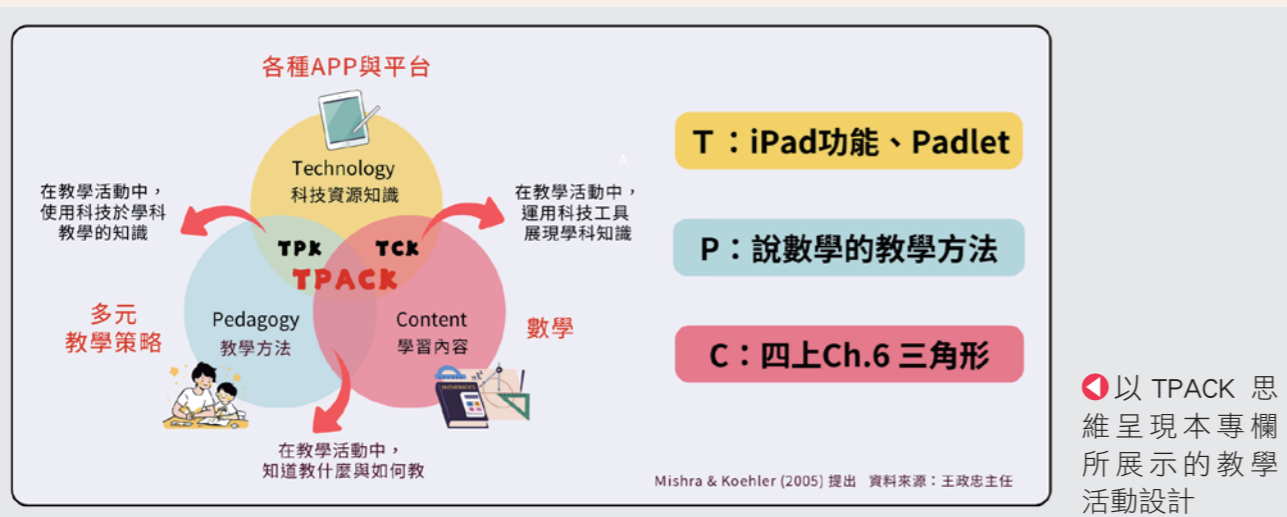 各種APP與平台
Technology
科技資源知識
在教學活動中,
使用科技於學科
教學的知識
在教學活動中,
運用科技工具
展現學科知識
TPK
TCK
TPACK
多元
教學策略
Pedagogy
教學方法
Content
學習內容
數學
MATHEMATICS
在教學活動中,
知道教什麼與如何教
A
T:iPad功能、Padlet
P:說數學的教學方法
C:四上Ch.6 三角形
Mishra & Koehler (2005) 提出 資料來源:王政忠主任
以 TPACK 思
維呈現本專欄
所展示的教學
活動設計